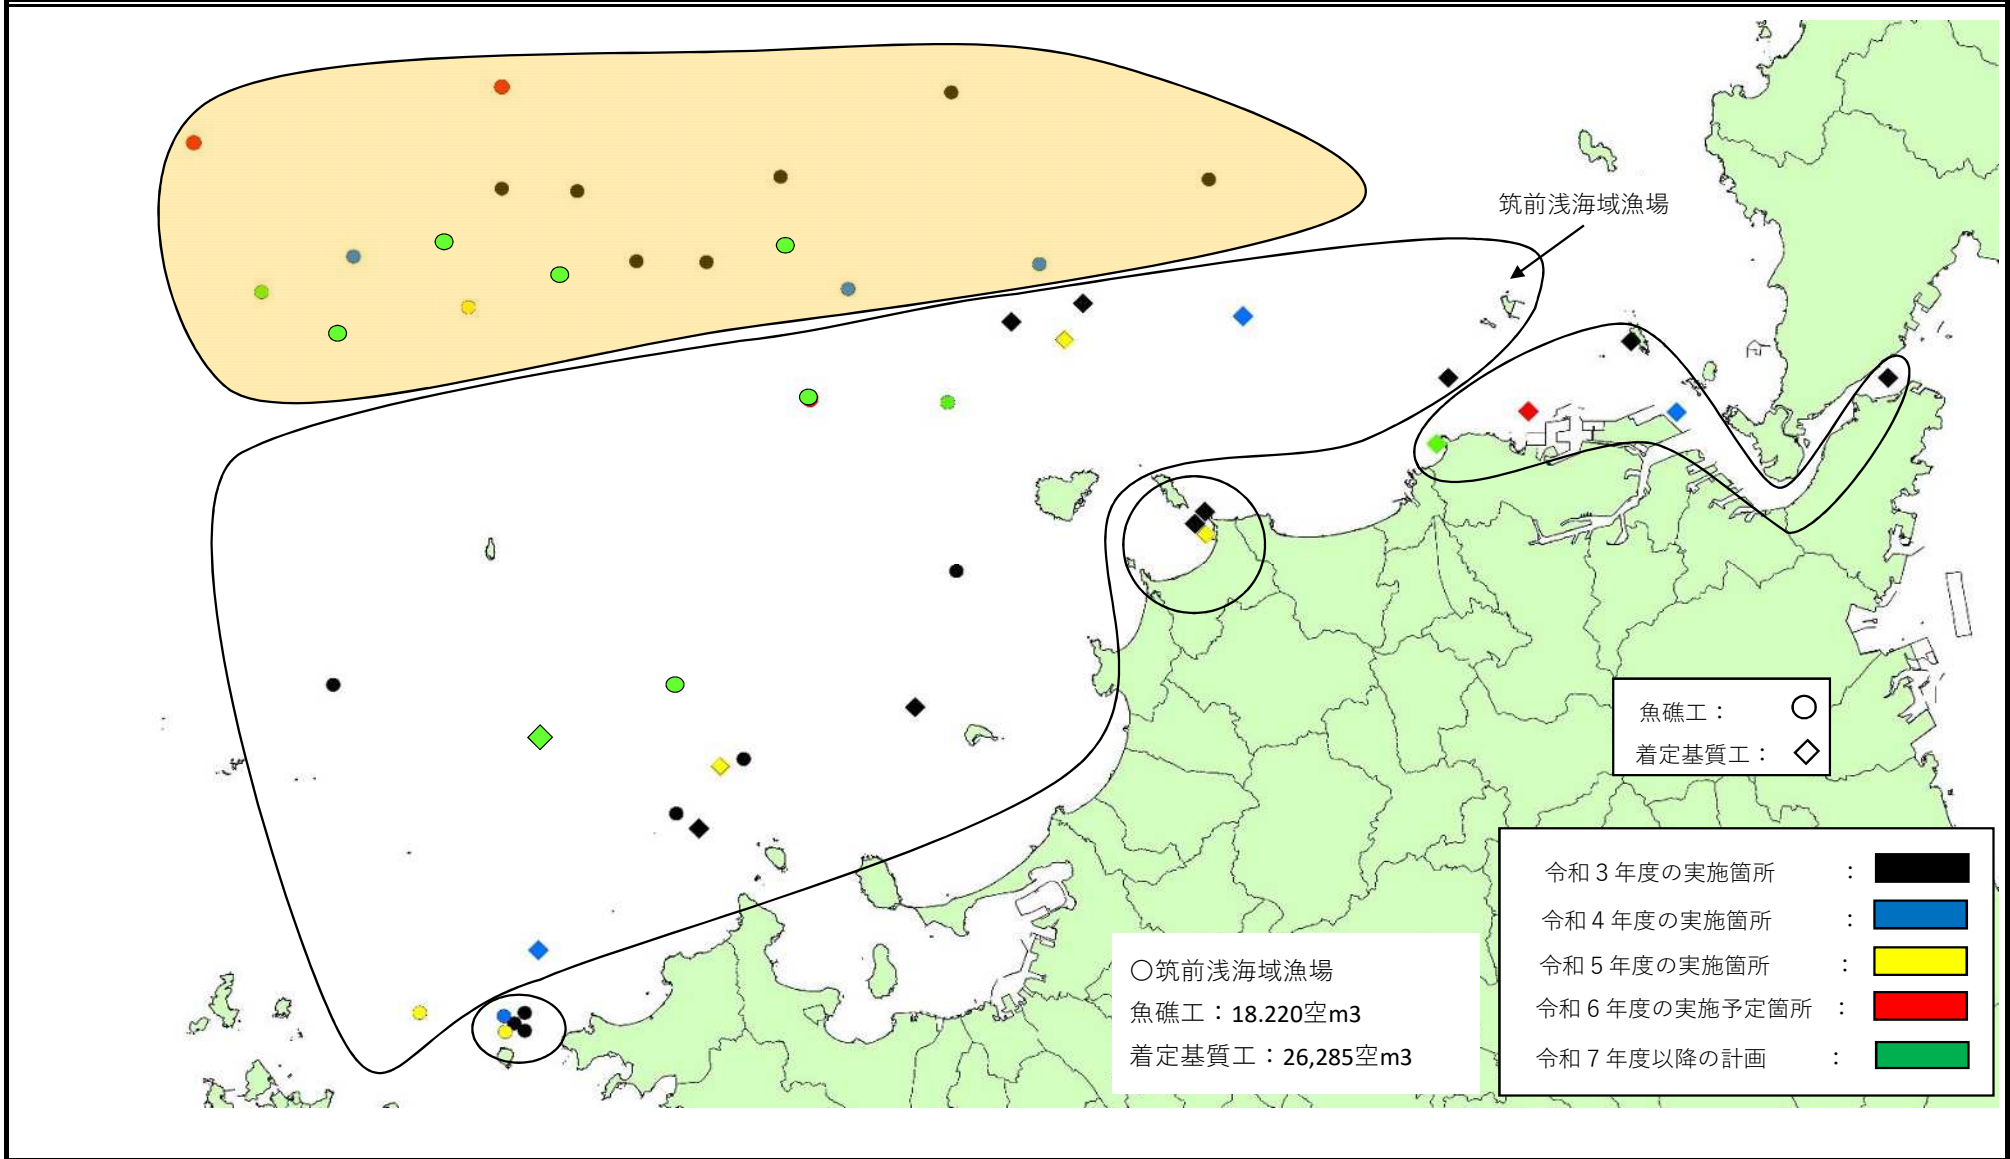 筑前浅海域漁場
魚礁工：
着定基質工：
令和３年度の実施箇所 ：
令和４年度の実施箇所 ：
令和５年度の実施箇所 ：
令和６年度の実施予定箇所 ：
令和７年度以降の計画 ：
〇筑前浅海域漁場
魚礁工：18.220空m3
着定基質工：26,285空m3